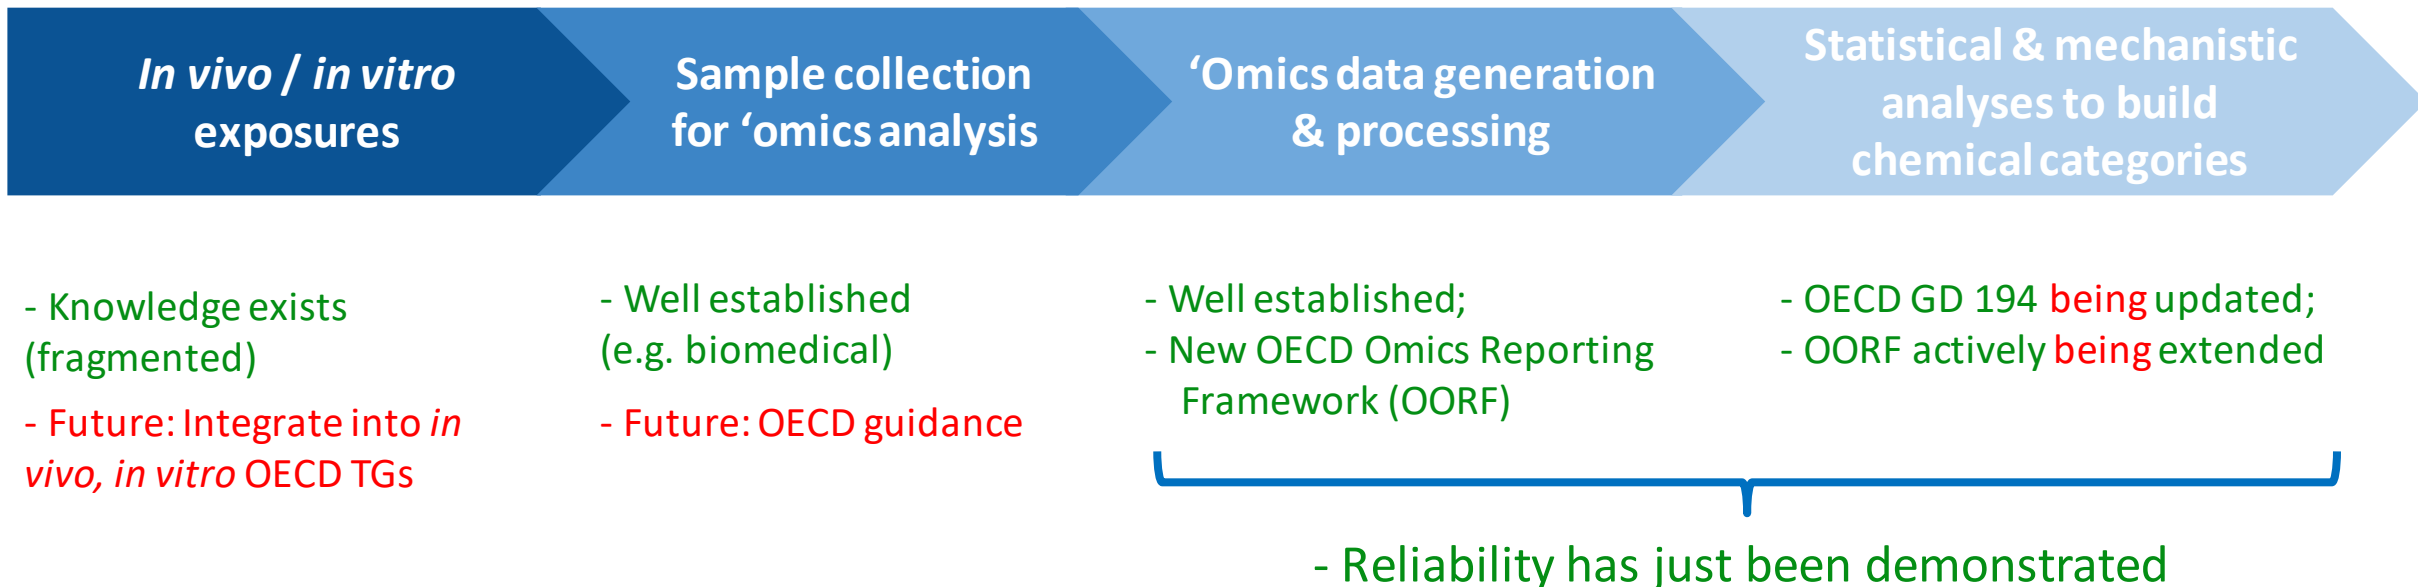 In vivo / in vitro
exposures
Sample collection
for ‘omics analysis
‘Omics data generation
& processing
Statistical & mechanistic
analyses to build
chemical categories
- Knowledge exists
(fragmented)
- Future: Integrate into in
vivo, in vitro OECD TGs
- Well established
(e.g. biomedical)
- Future: OECD guidance
- Well established;
- New OECD Omics Reporting
Framework (OORF)
- OECD GD 194 being updated;
- OORF actively being extended
- Reliability has just been demonstrated